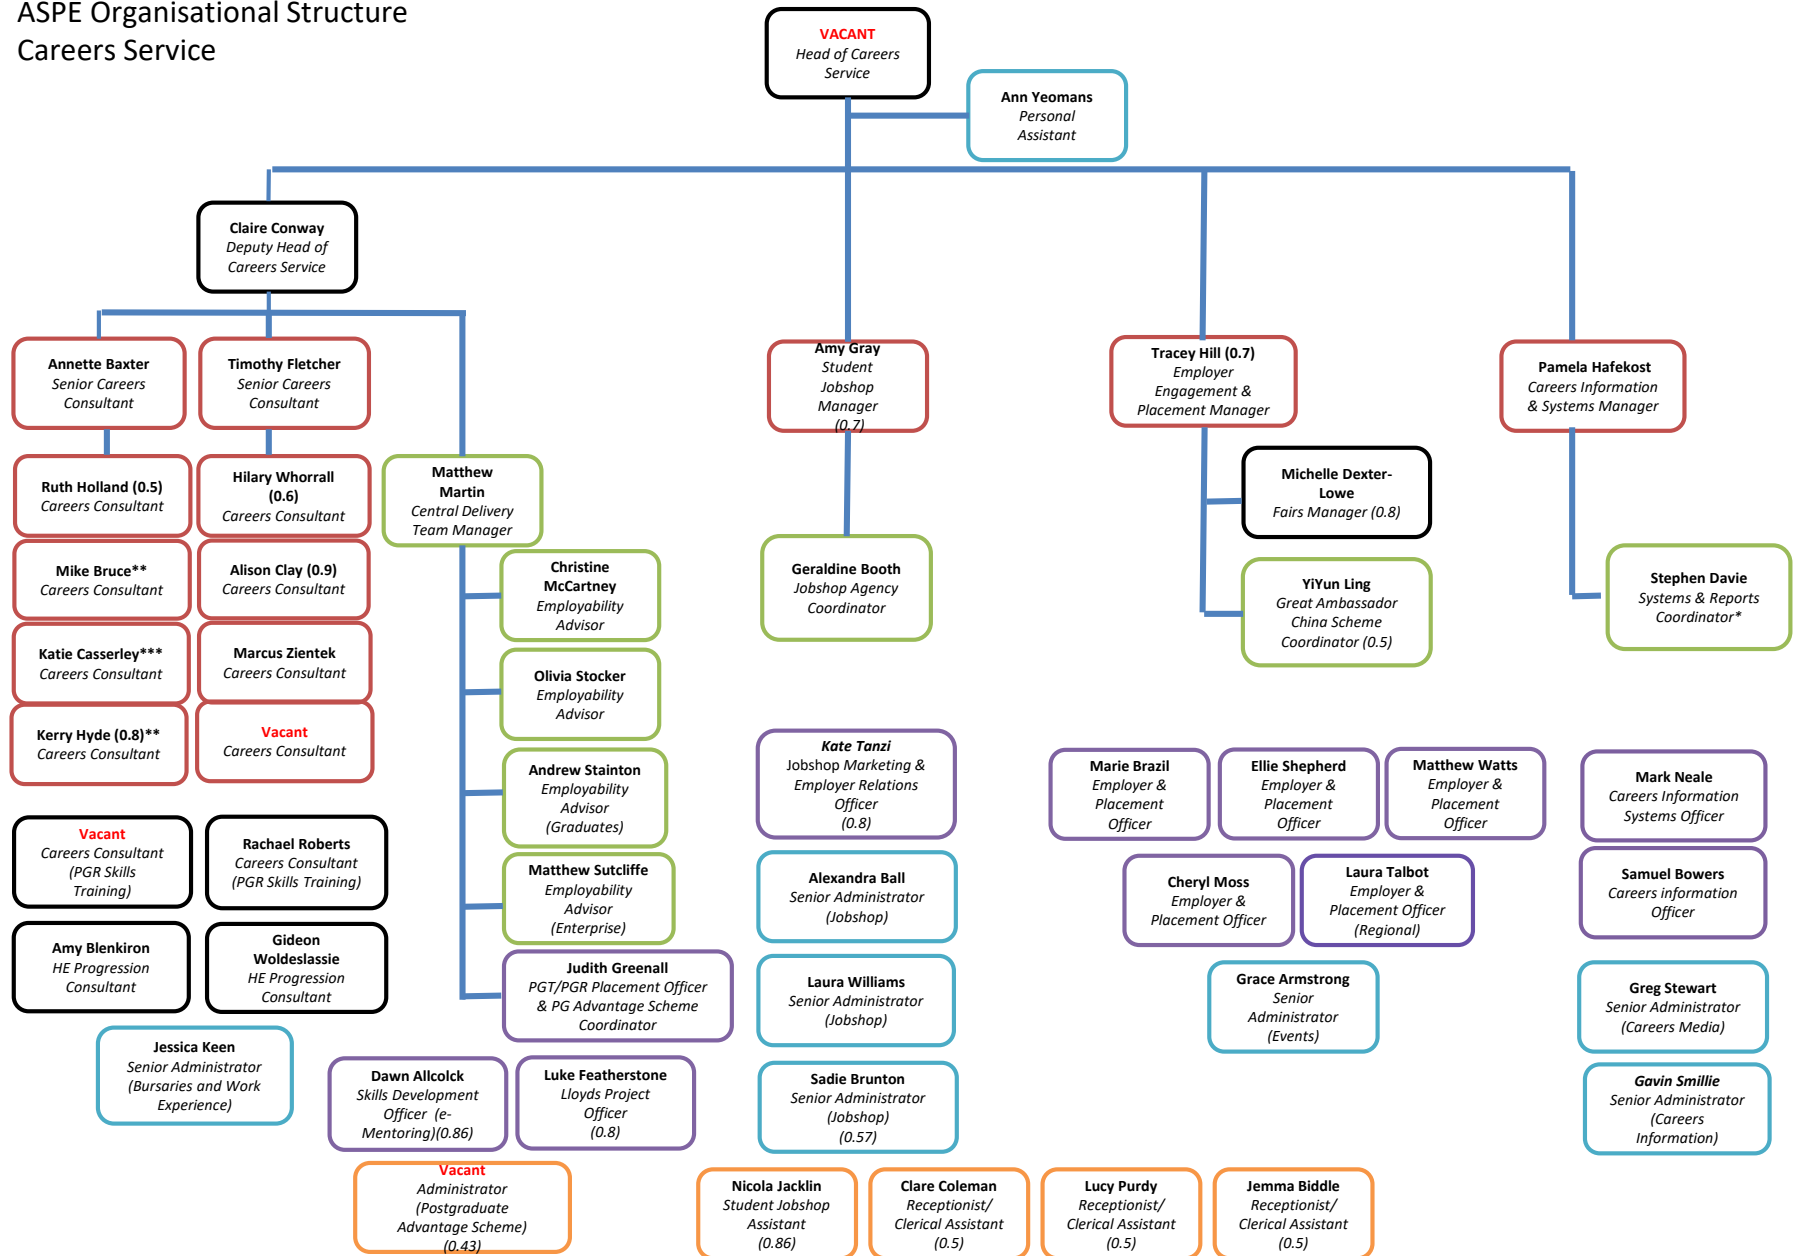 ASPE Organisational Structure
Careers Service
VACANT
Head of Careers
Service
Ann Yeomans
Personal
Assistant
Claire Conway
Deputy Head of
Careers Service
Annette Baxter
Senior Careers
Consultant
Timothy Fletcher
Senior Careers
Consultant
Amy Gray
Student
Jobshop
Manager
(0.7)
Tracey Hill (0.7)
Employer
Engagement &
Placement Manager
Pamela Hafekost
Careers Information
& Systems Manager
Ruth Holland (0.5)
Careers Consultant
Hilary Whorrall
(0.6)
Careers Consultant
Matthew
Martin
Central Delivery
Team Manager
Michelle Dexter-
Lowe
Fairs Manager (0.8)
Mike Bruce**
Careers Consultant
Alison Clay (0.9)
Careers Consultant
Christine
McCartney
Employability
Advisor
Geraldine Booth
Jobshop Agency
Coordinator
YiYun Ling
Great Ambassador
China Scheme
Coordinator (0.5)
Stephen Davie
Systems & Reports
Coordinator*
Katie Casserley***
Careers Consultant
Marcus Zientek
Careers Consultant
Olivia Stocker
Employability
Advisor
Kerry Hyde (0.8)**
Careers Consultant
Vacant
Careers Consultant
Andrew Stainton
Employability
Advisor
(Graduates)
Kate Tanzi
Jobshop Marketing &
Employer Relations
Officer
(0.8)
Marie Brazil
Employer &
Placement
Officer
Ellie Shepherd
Employer &
Placement
Officer
Matthew Watts
Employer &
Placement
Officer
Mark Neale
Careers Information
Systems Officer
Vacant
Careers Consultant
(PGR Skills
Training)
Rachael Roberts
Careers Consultant
(PGR Skills Training)
Matthew Sutcliffe
Employability
Advisor
(Enterprise)
Alexandra Ball
Senior Administrator
(Jobshop)
Cheryl Moss
Employer &
Placement Officer
Laura Talbot
Employer &
Placement Officer
(Regional)
Samuel Bowers
Careers information
Officer
Amy Blenkiron
HE Progression
Consultant
Gideon
Woldeslassie
HE Progression
Consultant
Judith Greenall
PGT/PGR Placement Officer
& PG Advantage Scheme
Coordinator
Laura Williams
Senior Administrator
(Jobshop)
Grace Armstrong
Senior
Administrator
(Events)
Greg Stewart
Senior Administrator
(Careers Media)
Jessica Keen
Senior Administrator
(Bursaries and Work
Experience)
Dawn Allcolck
Skills Development
Officer (e-
Mentoring)(0.86)
Luke Featherstone
Lloyds Project
Officer
(0.8)
Sadie Brunton
Senior Administrator
(Jobshop)
(0.57)
Gavin Smillie
Senior Administrator
(Careers
Information)
Vacant
Administrator
(Postgraduate
Advantage Scheme)
(0.43)
Nicola Jacklin
Student Jobshop
Assistant
(0.86)
Clare Coleman
Receptionist/
Clerical Assistant
(0.5)
Lucy Purdy
Receptionist/
Clerical Assistant
(0.5)
Jemma Biddle
Receptionist/
Clerical Assistant
(0.5)